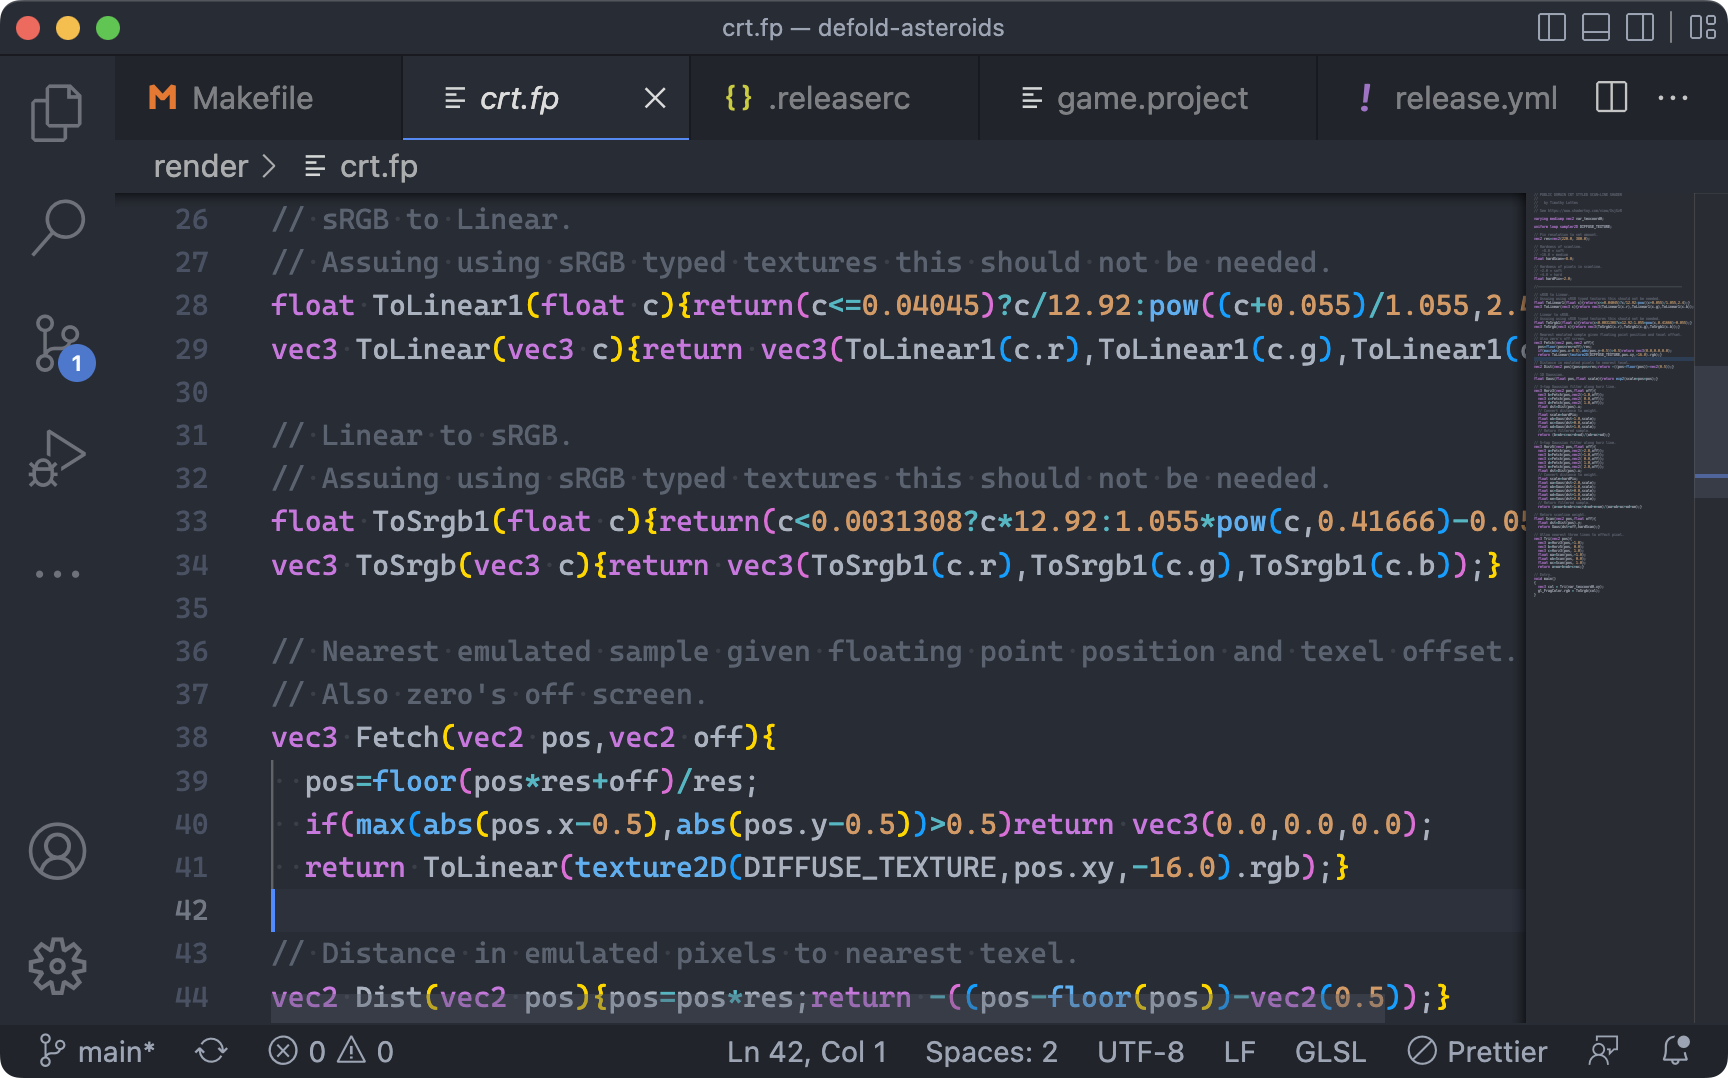 crt.fp — defold-asteroids
Makefile
crt.fp
{} .releaserc
game.project
! release.yml
render > crt.fp
26 // sRGB to Linear.
27 // Assuing using sRGB typed textures this should not be needed.
28 float ToLinear1(float c){return(c<=0.04045)?c/12.92:pow((c+0.055)/1.055,2.4
29 vec3 ToLinear(vec3 c){return vec3(ToLinear1(c.r),ToLinear1(c.g),ToLinear1(c
30
31 // Linear to sRGB.
32 // Assuing using sRGB typed textures this should not be needed.
33 float ToSrgb1(float c){return(c<0.0031308?c*12.92:1.055*pow(c,0.41666)-0.05
34 vec3 ToSrgb(vec3 c){return vec3(ToSrgb1(c.r),ToSrgb1(c.g),ToSrgb1(c.b));}
35
36 // Nearest emulated sample given floating point position and texel offset.
37 // Also zero's off screen.
38 vec3 Fetch(vec2 pos,vec2 off){
39 pos=floor(pos*res+off)/res;
40 if(max(abs(pos.x-0.5),abs(pos.y-0.5))>0.5)return vec3(0.0,0.0,0.0);
41 return ToLinear(texture2D(DIFFUSE_TEXTURE,pos.xy,-16.0).rgb);}
42
43 // Distance in emulated pixels to nearest texel.
44 vec2 Dist(vec2 pos){pos=pos*res;return -((pos-floor(pos))-vec2(0.5));}
1
main* 0 0 Ln 42, Col 1 Spaces: 2 UTF-8 LF GLSL Prettier